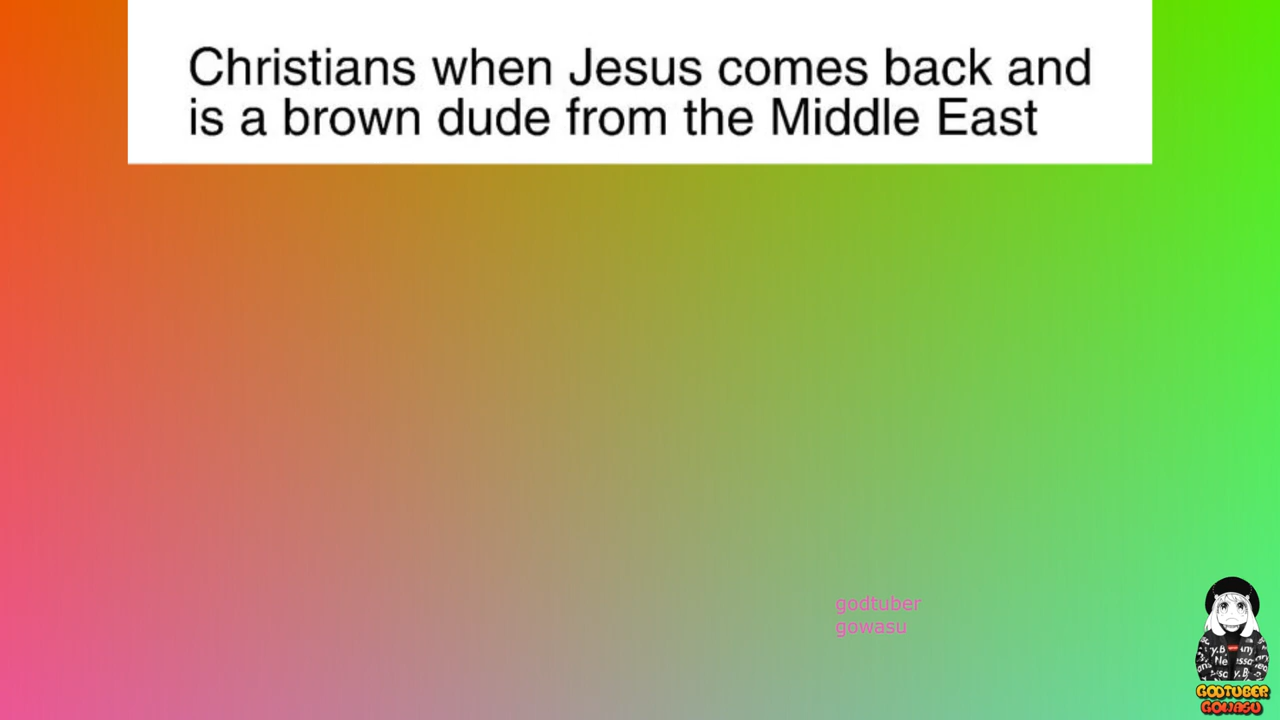 Christians when Jesus comes back and
is a brown dude from the Middle East
godtuber
gowasu
GODTUBER
GOWASU